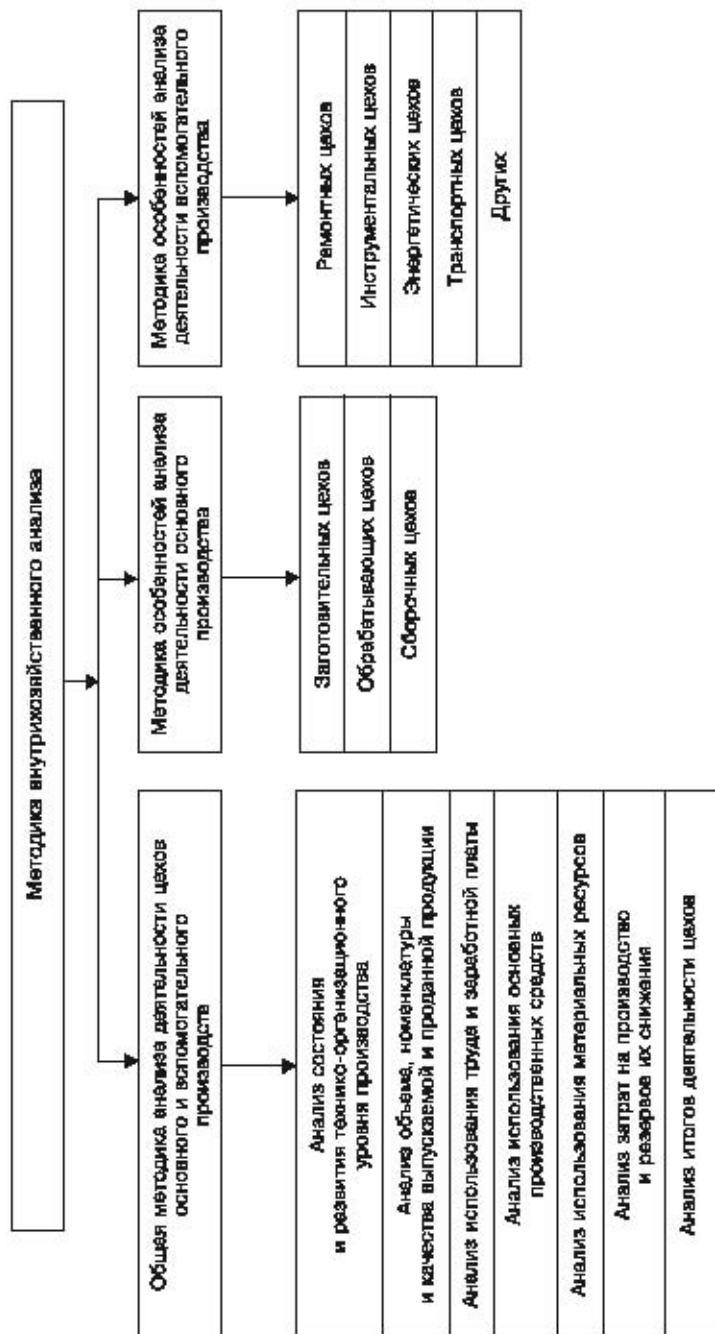 Методика внутрихозяйственного анализа
Общая методика анализа деятельности цехов
основного и вспомогательного
производств
Анализ состояния
и развития технико-организационного
уровня производства
Анализ объема, номенклатуры
и качества выпускаемой и проданной продукции
Анализ использования труда и заработной платы
Анализ использования основных
производственных средств
Анализ использования материальных ресурсов
Анализ затрат на производство
и резервов их снижения
Анализ итогов деятельности цехов
Методика особенностей анализа
деятельности основного
производства
Заготовительных цехов
Обрабатывающих цехов
Сборочных цехов
Методика особенностей анализа
деятельности вспомогательного
производства
Ремонтных цехов
Инструментальных цехов
Энергетических цехов
Транспортных цехов
Других